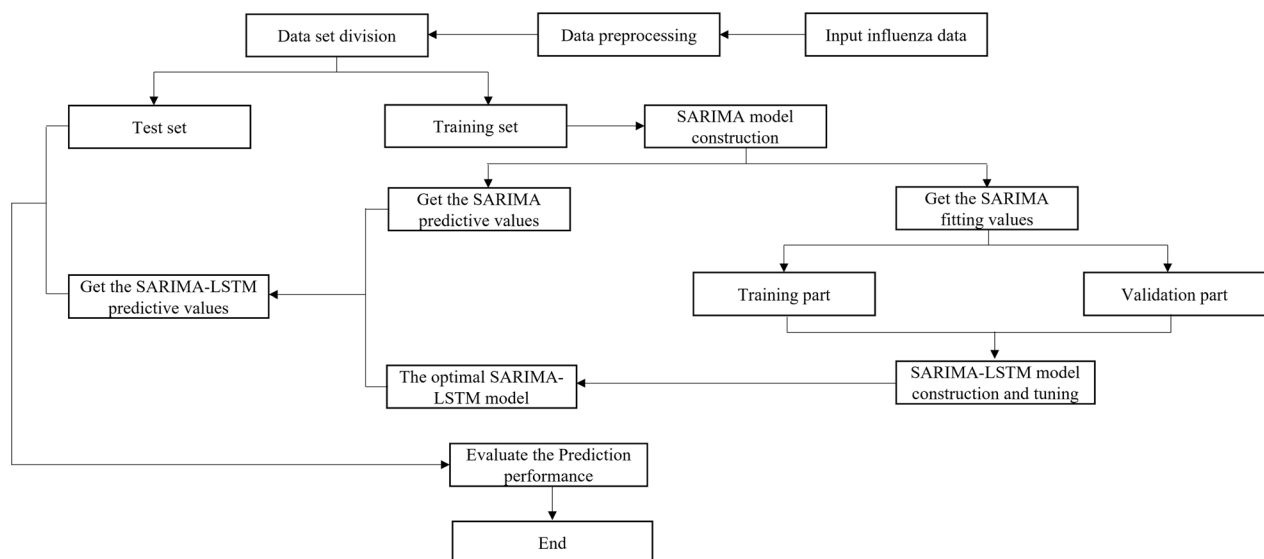 Data set division
Data preprocessing
Input influenza data
Test set
Training set
SARIMA model
construction
Get the SARIMA
predictive values
Get the SARIMA
fitting values
Get the SARIMA-LSTM
predictive values
Training part
Validation part
The optimal SARIMA-
LSTM model
SARIMA-LSTM model
construction and tuning
Evaluate the Prediction
performance
End